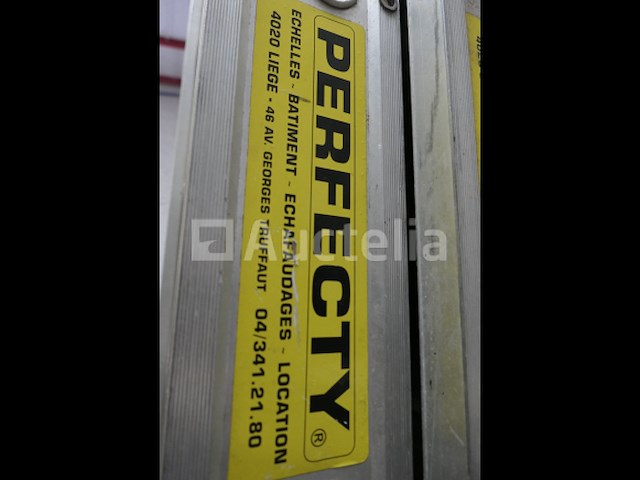 PERFECTY ®
ECHELLES - BATIMENT - ECHAFAUDAGES - LOCATION
4020 LIEGE - 46 AV. GEORGES TRUFFAUT 04/341.21.80
Auctelia